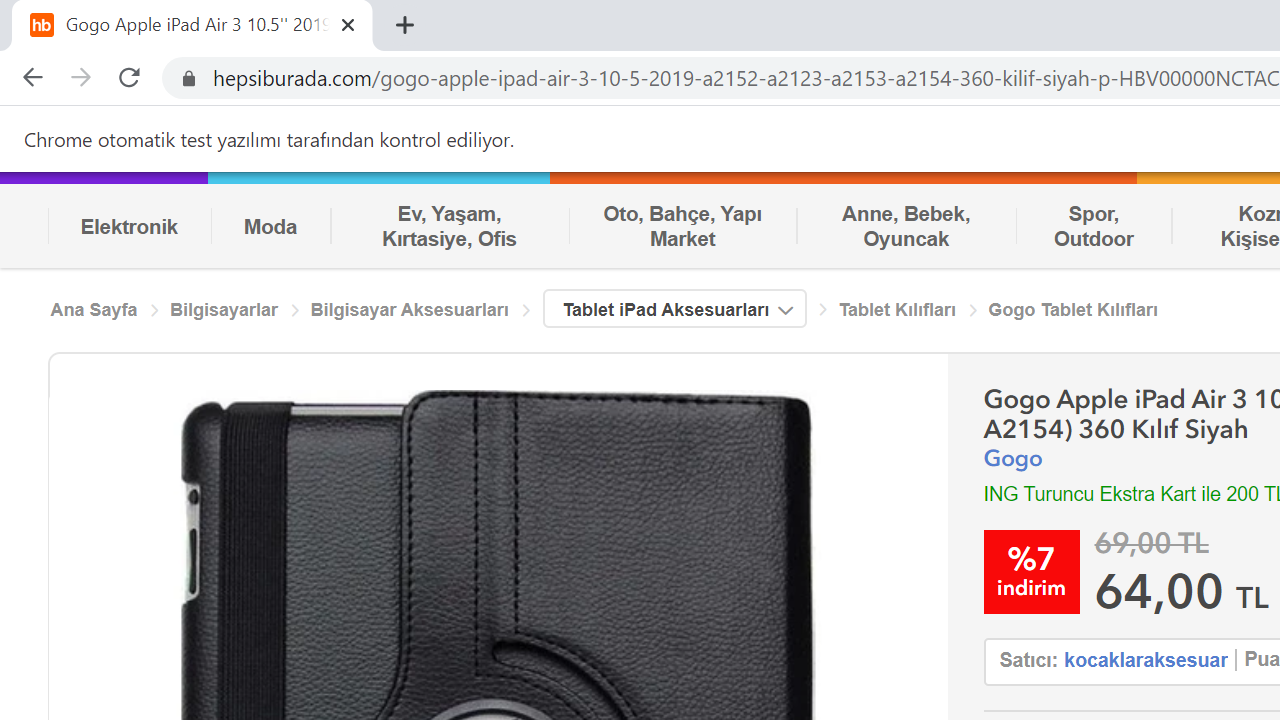 hb Gogo Apple iPad Air 3 10.5'' 2019
hepsiburada.com/gogo-apple-ipad-air-3-10-5-2019-a2152-a2123-a2153-a2154-360-kilif-siyah-p-HBV00000NCTAC
Chrome otomatik test yazılımı tarafından kontrol ediliyor.
Elektronik
Moda
Ev, Yaşam,
Kırtasiye, Ofis
Oto, Bahçe, Yapı
Market
Anne, Bebek,
Oyuncak
Spor,
Outdoor
Ana Sayfa
Bilgisayarlar
Bilgisayar Aksesuarları
Tablet iPad Aksesuarları
Tablet Kılıfları
Gogo Tablet Kılıfları
Gogo Apple iPad Air 3 10
A2154) 360 Kılıf Siyah
Gogo
ING Turuncu Ekstra Kart ile 200 TL
%7
indirim
69,00 TL
64,00 TL
Satıcı: kocaklaraksesuar